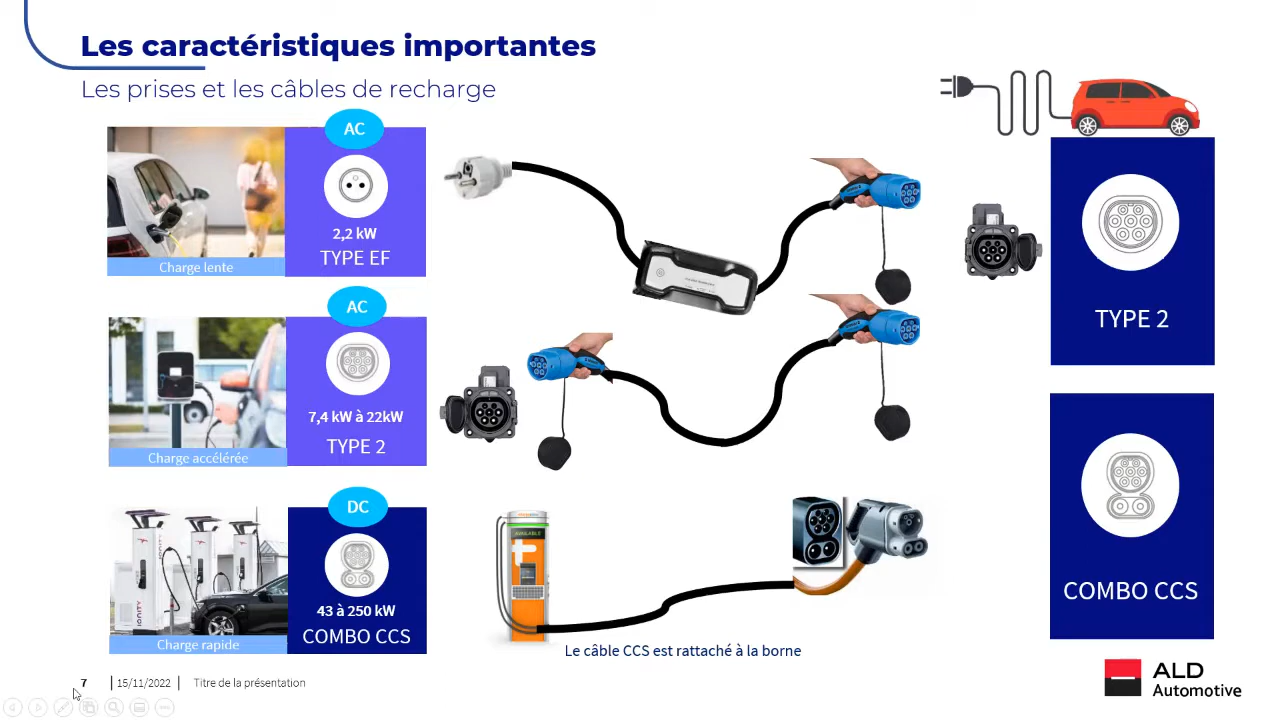 Les caractéristiques importantes
Les prises et les câbles de recharge
AC
2,2 kW
TYPE EF
Charge lente
AC
7,4 kW à 22kW
TYPE 2
Charge accélérée
DC
43 à 250 kW
COMBO CCS
Charge rapide
IONITY
AVAILABLE
Le câble CCS est rattaché à la borne
TYPE 2
COMBO CCS
7
15/11/2022
Titre de la présentation
ALD
Automotive